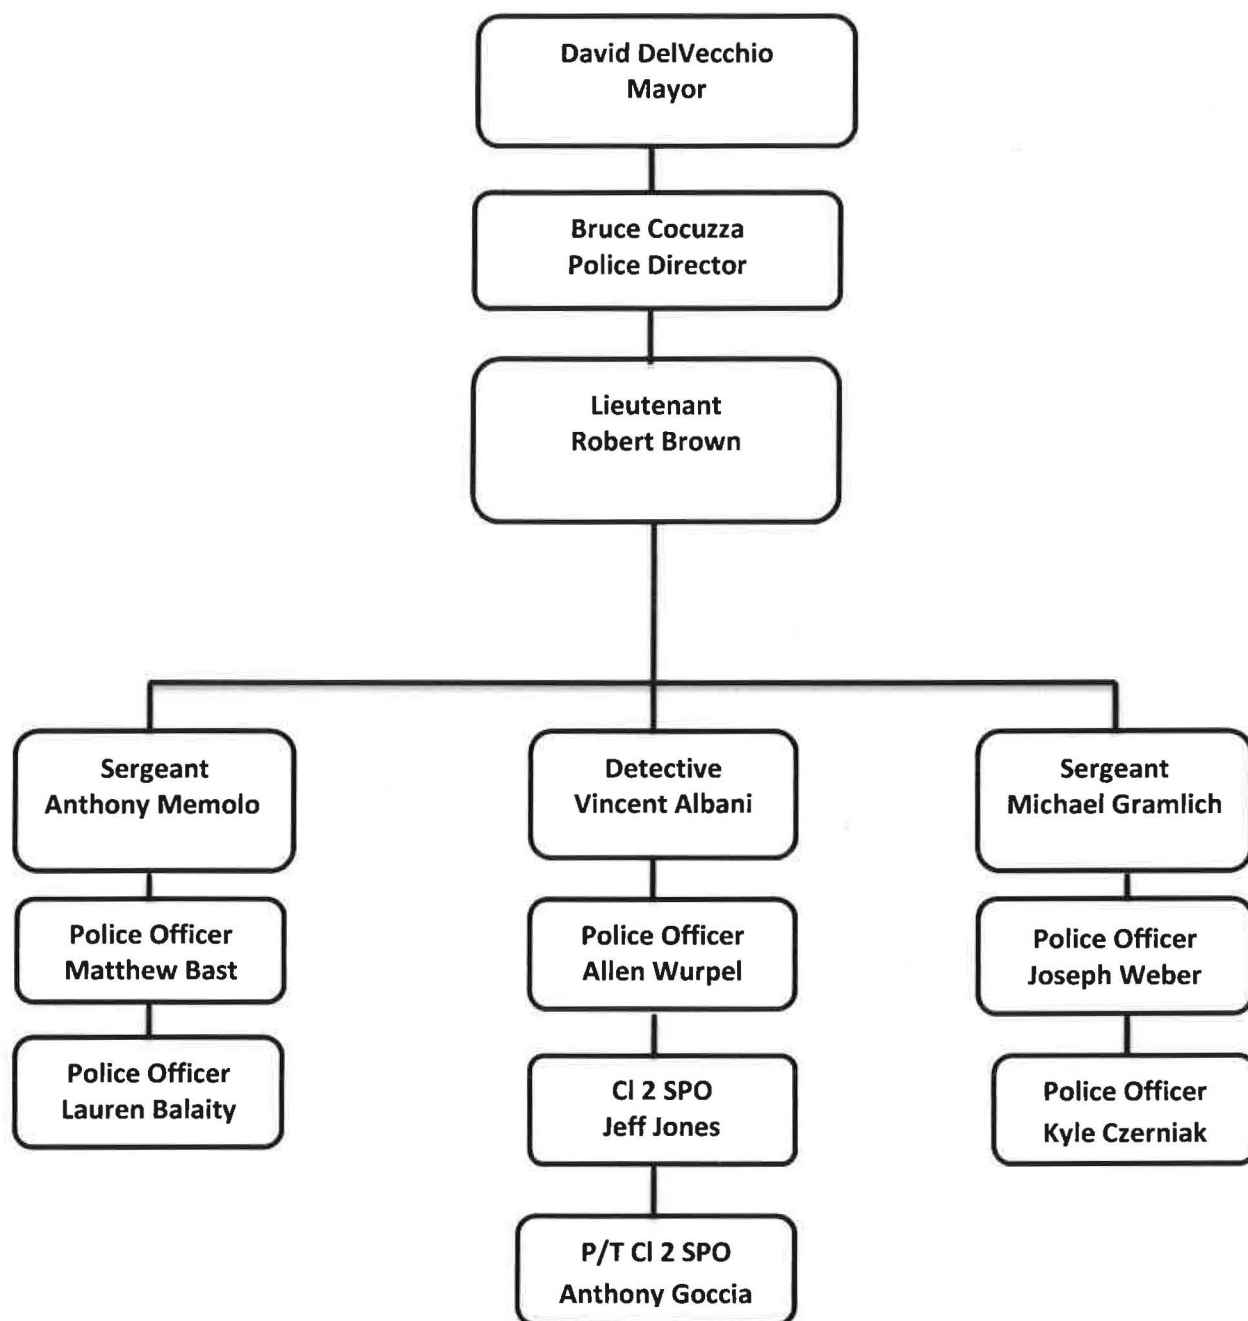 David DelVecchio
Mayor
Bruce Cocuzza
Police Director
Lieutenant
Robert Brown
Sergeant
Anthony Memolo
Detective
Vincent Albani
Sergeant
Michael Gramlich
Police Officer
Matthew Bast
Police Officer
Allen Wurpel
Police Officer
Joseph Weber
Police Officer
Lauren Balaity
Cl 2 SPO
Jeff Jones
Police Officer
Kyle Czerniak
P/T Cl 2 SPO
Anthony Goccia